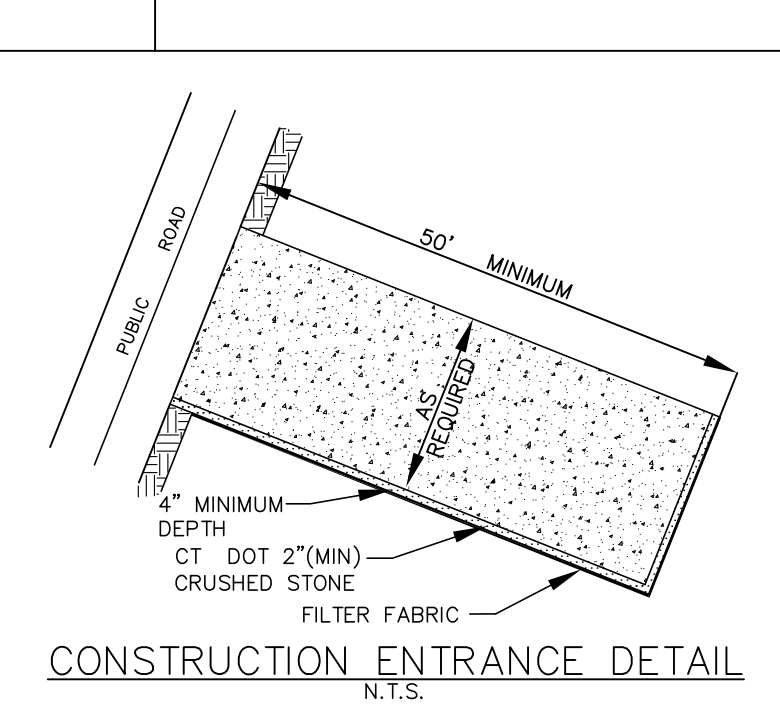 PUBLIC ROAD
50' MINIMUM
AS
REQUIRED
4" MINIMUM
DEPTH
CT DOT 2"(MIN)
CRUSHED STONE
FILTER FABRIC
CONSTRUCTION ENTRANCE DETAIL
N.T.S.